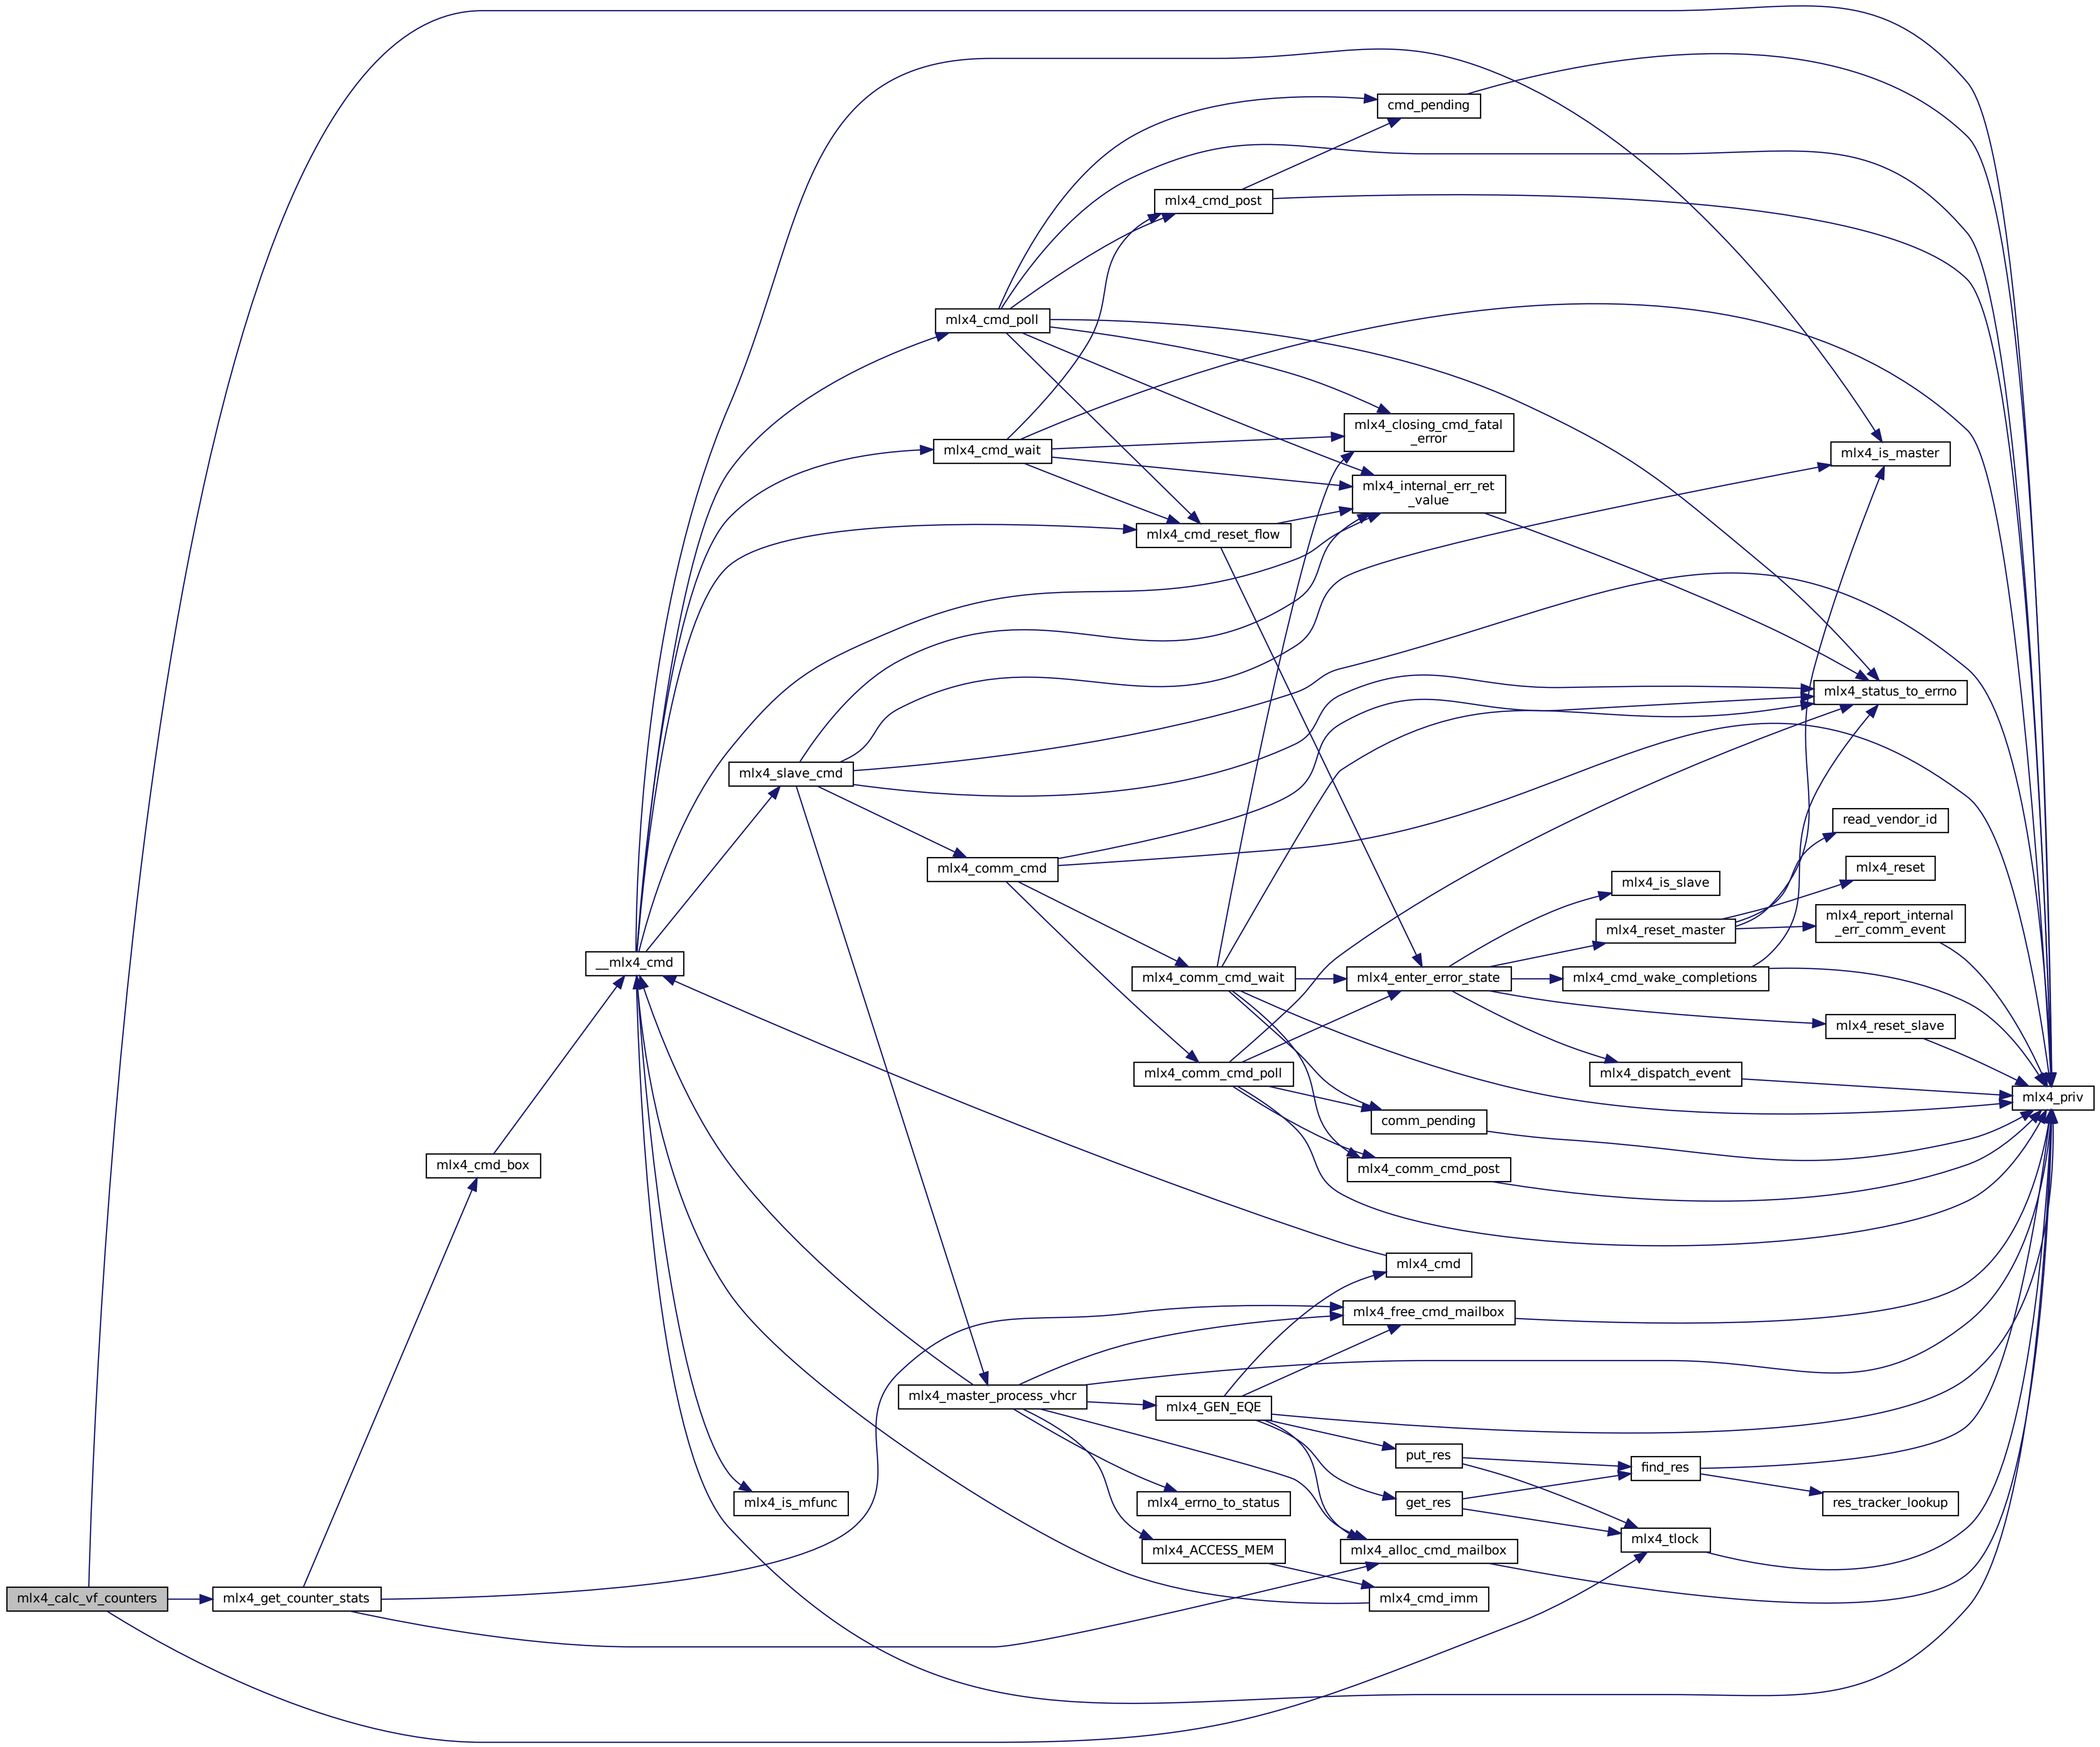 cmd_pending
mlx4_cmd_post
mlx4_cmd_poll
mlx4_closing_cmd_fatal
_error
mlx4_cmd_wait
mlx4_is_master
mlx4_internal_err_ret
_value
mlx4_cmd_reset_flow
mlx4_status_to_errno
mlx4_slave_cmd
read_vendor_id
mlx4_comm_cmd
mlx4_reset
mlx4_is_slave
mlx4_report_internal
_err_comm_event
mlx4_reset_master
__mlx4_cmd
mlx4_comm_cmd_wait
mlx4_enter_error_state
mlx4_cmd_wake_completions
mlx4_reset_slave
mlx4_comm_cmd_poll
mlx4_dispatch_event
mlx4_priv
comm_pending
mlx4_cmd_box
mlx4_comm_cmd_post
mlx4_cmd
mlx4_free_cmd_mailbox
mlx4_master_process_vhcr
mlx4_GEN_EQE
put_res
find_res
mlx4_is_mfunc
mlx4_errno_to_status
get_res
res_tracker_lookup
mlx4_tlock
mlx4_ACCESS_MEM
mlx4_alloc_cmd_mailbox
mlx4_calc_vf_counters
mlx4_get_counter_stats
mlx4_cmd_imm